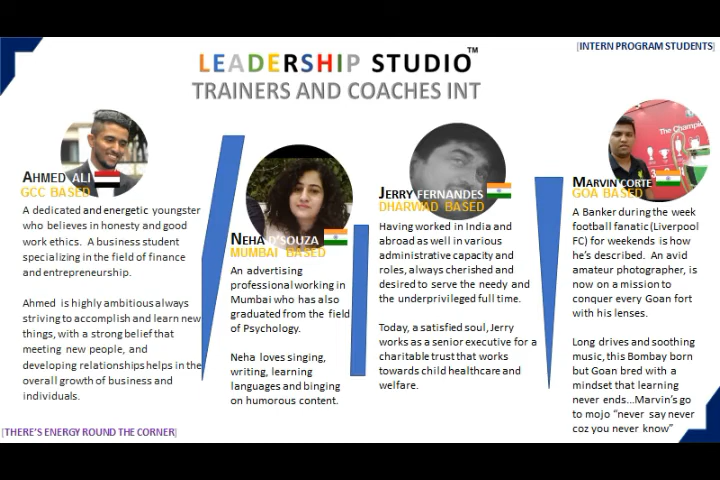 [INTERN PROGRAM STUDENTS]
LEADERSHIP STUDIO™
TRAINERS AND COACHES INT
AHMED ALI
GCC BASED
A dedicated and energetic youngster
who believes in honesty and good
work ethics. A business student
specializing in the field of finance
and entrepreneurship.
Ahmed is highly ambitious always
striving to accomplish and learn new
things, with a strong belief that
meeting new people, and
developing relationships helps in the
overall growth of business and
individuals.
NEHA D'SOUZA
MUMBAI BASED
An advertising
professional working in
Mumbai who has also
graduated from the field
of Psychology.
Neha loves singing,
writing, learning
languages and binging
on humorous content.
JERRY FERNANDES
DHARWAD BASED
Having worked in India and
abroad as well in various
administrative capacity and
roles, always cherished and
desired to serve the needy and
the underprivileged full time.
Today, a satisfied soul, Jerry
works as a senior executive for a
charitable trust that works
towards child healthcare and
welfare.
The Champions
MARVIN CORTE
GOA BASED
A Banker during the week
football fanatic (Liverpool
FC) for weekends is how
he's described. An avid
amateur photographer, is
now on a mission to
conquer every Goan fort
with his lenses.
Long drives and soothing
music, this Bombay born
but Goan bred with a
mindset that learning
never ends...Marvin's go
to mojo "never say never
coz you never know"
[THERE'S ENERGY ROUND THE CORNER]